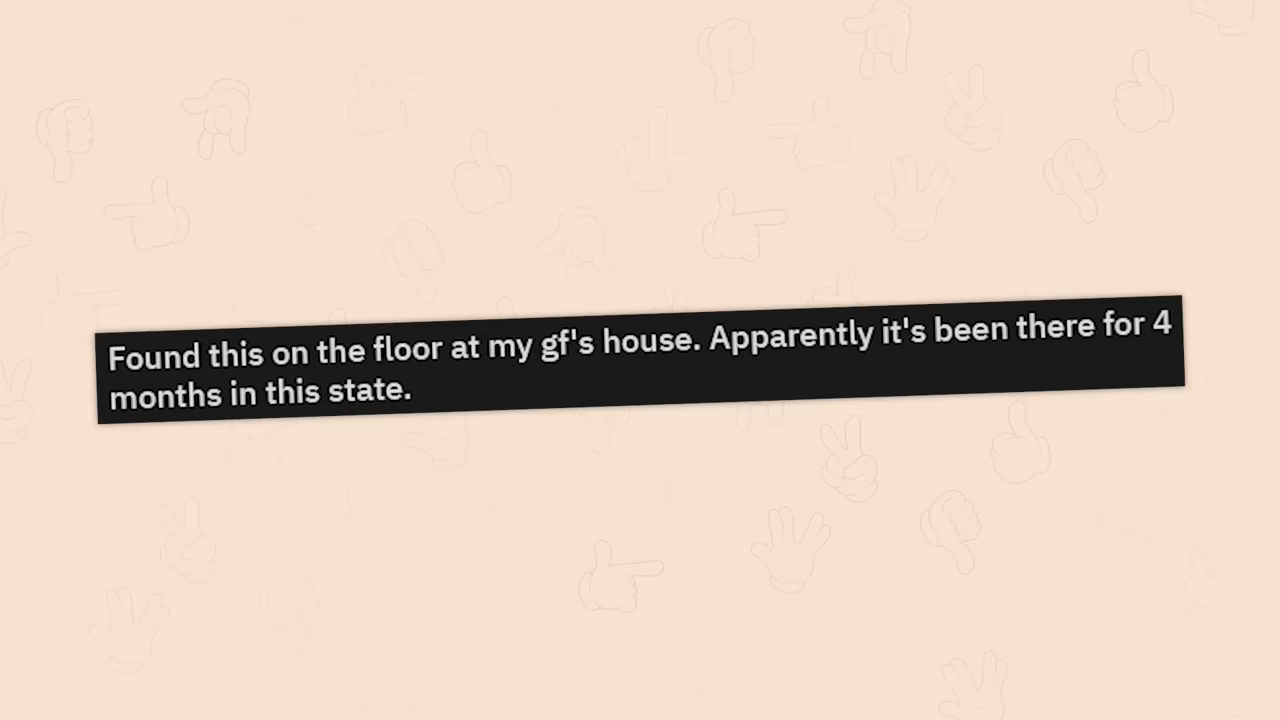 Found this on the floor at my gf's house. Apparently it's been there for 4
months in this state.